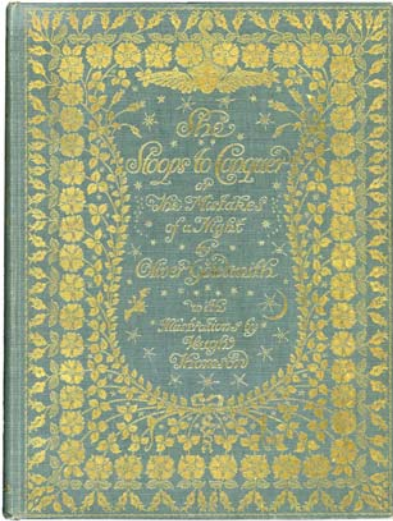 She
Stoops to Conquer
or
The Mistakes
of a Night
by
Oliver Goldsmith
with
Illustrations by
Hugh
Thomson